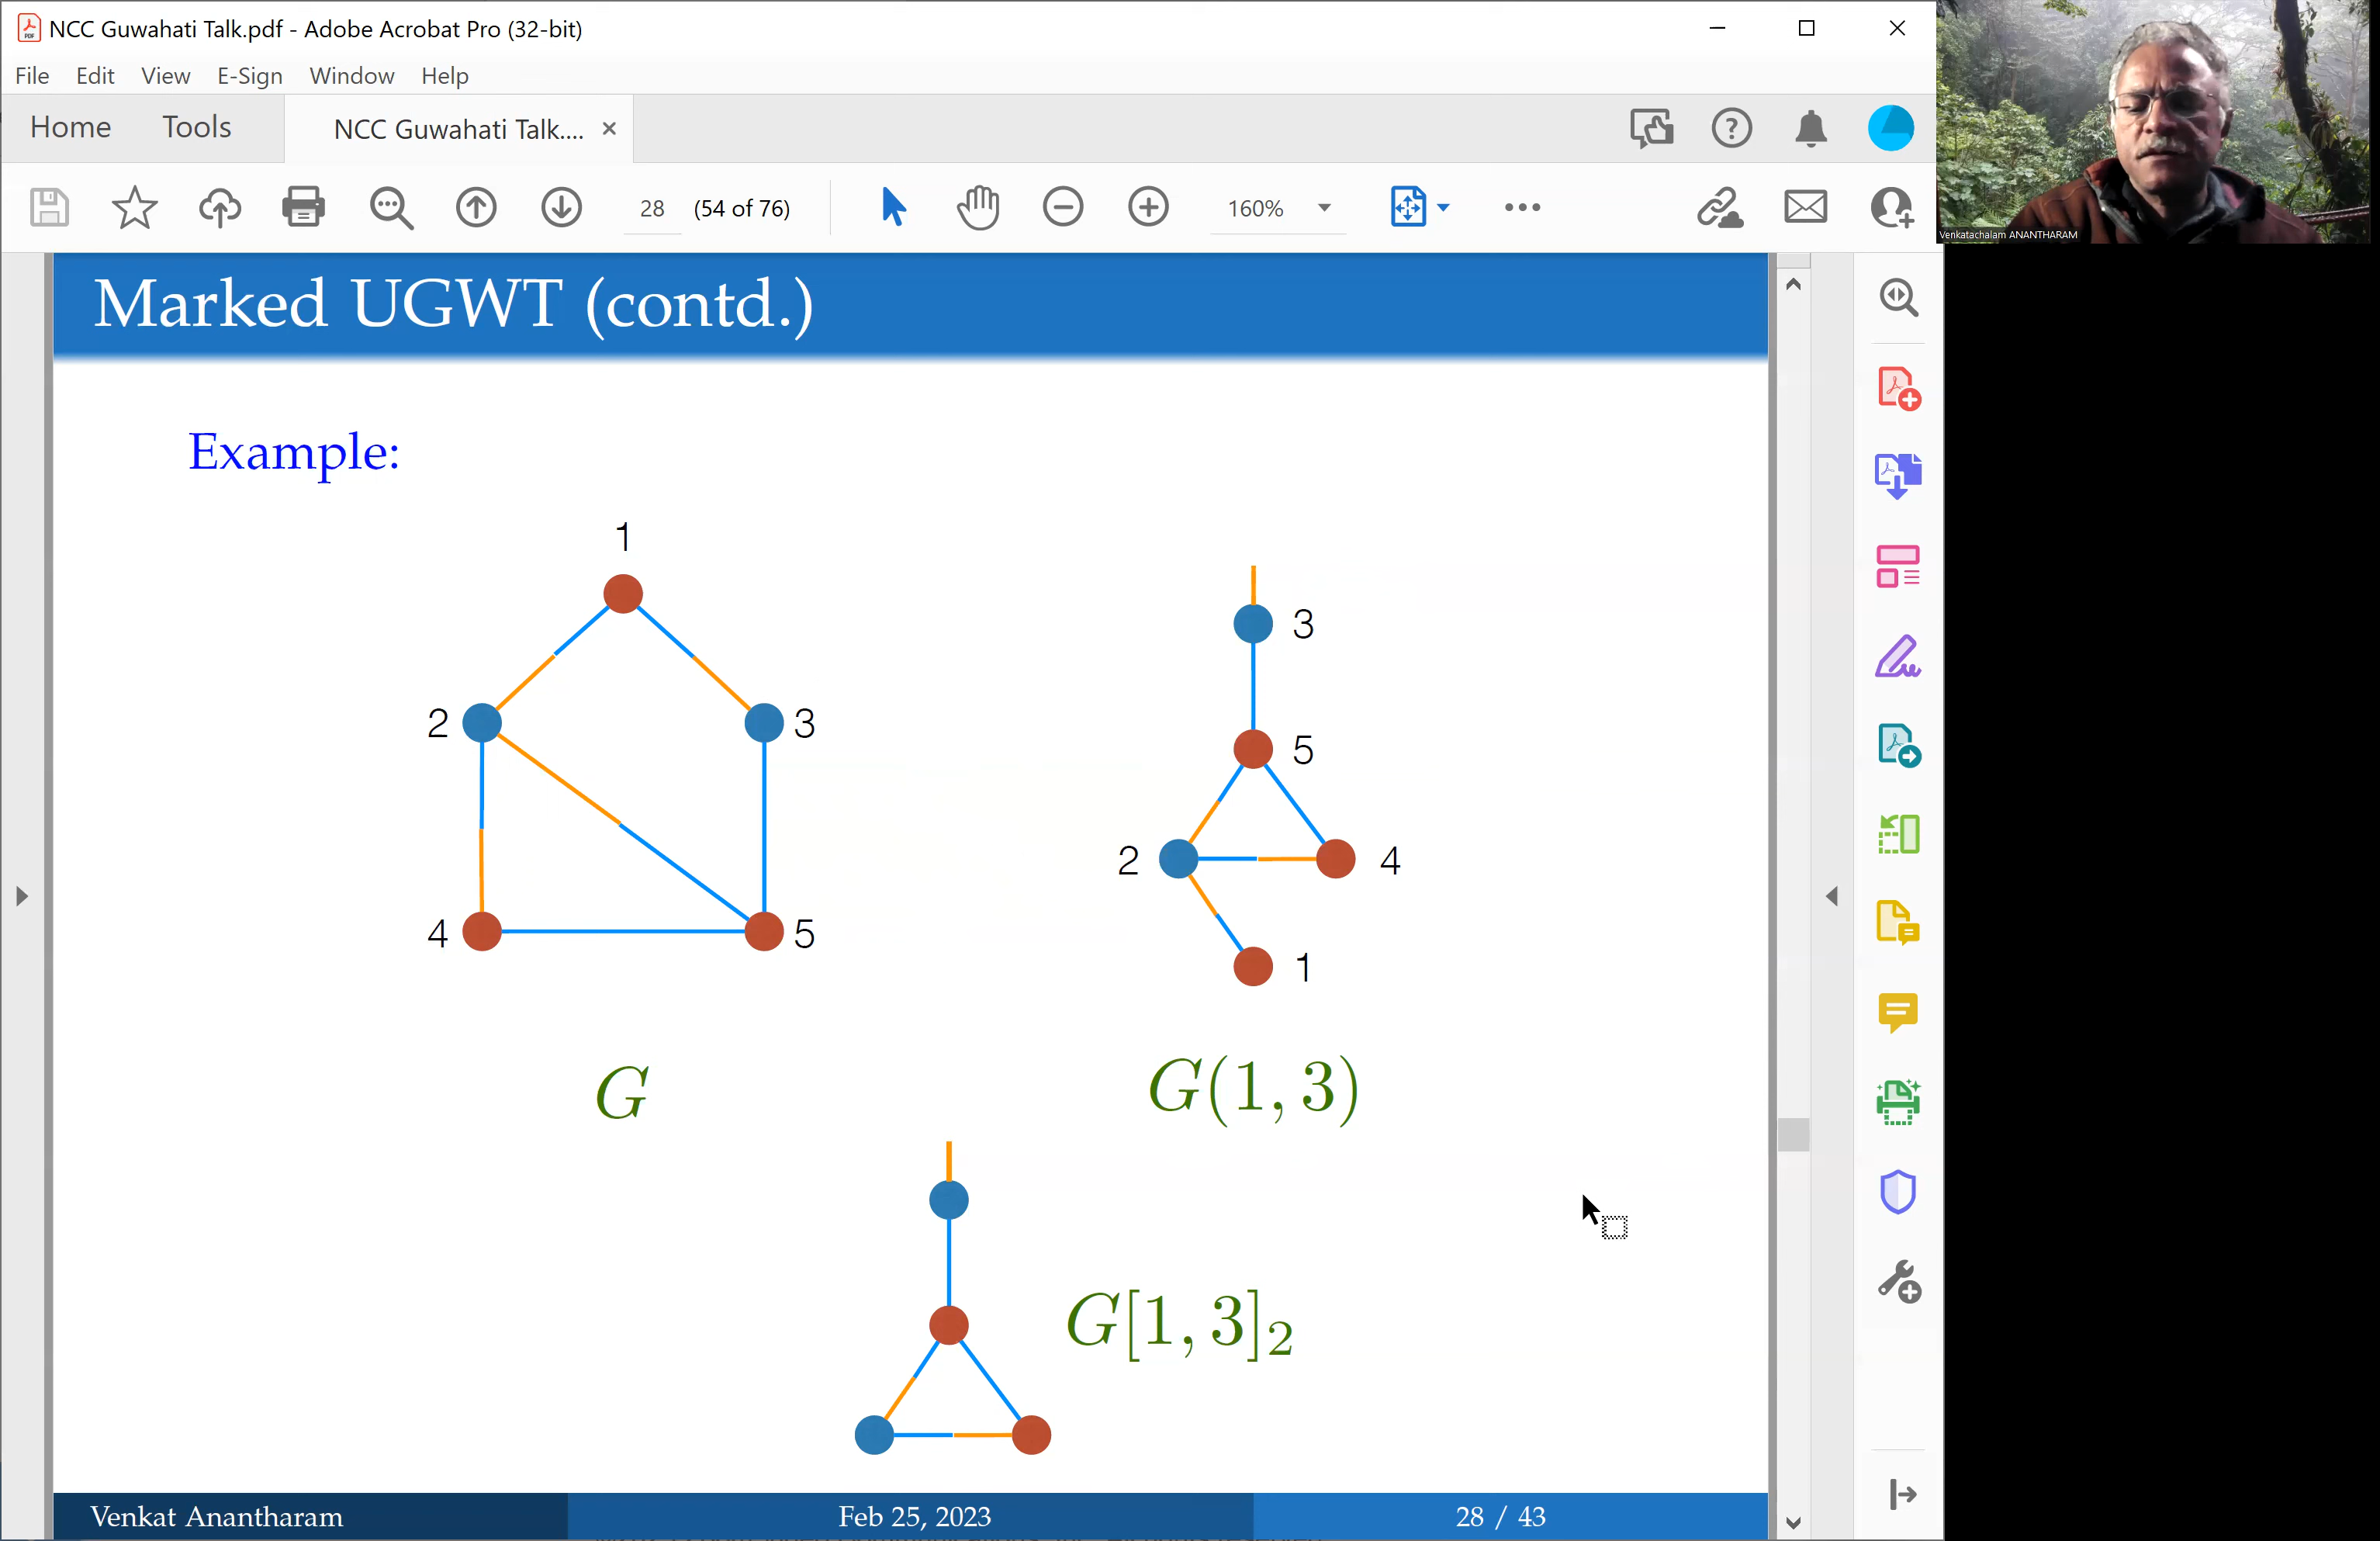 NCC Guwahati Talk.pdf - Adobe Acrobat Pro (32-bit)
File Edit View E-Sign Window Help
Home Tools NCC Guwahati Talk.... ×
28 (54 of 76) 160%
Venkatachalam ANANTHARAM
Marked UGWT (contd.)
Example:
1
2 3
4 5
G
3
5
2 4
1
G(1, 3)
G[1, 3]2
Venkat Anantharam Feb 25, 2023 28 / 43